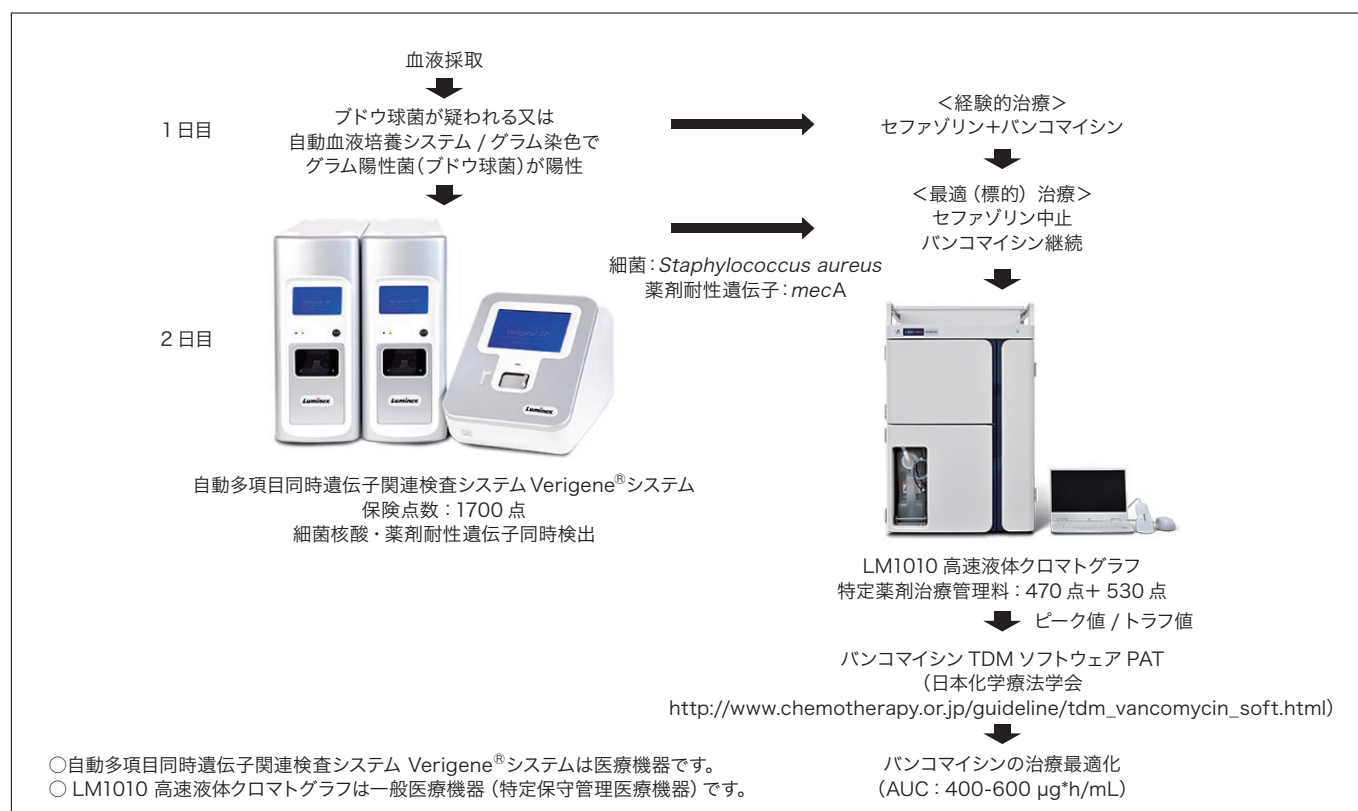 血液採取
1日目
ブドウ球菌が疑われる又は
自動血液培養システム / グラム染色で
グラム陽性菌(ブドウ球菌)が陽性
<経験的治療>
セファゾリン+バンコマイシン
<最適(標的)治療>
セファゾリン中止
バンコマイシン継続
細菌:Staphylococcus aureus
薬剤耐性遺伝子:mecA
2日目
Luminex
Luminex
Luminex
自動多項目同時遺伝子関連検査システム Verigene®システム
保険点数:1700 点
細菌核酸・薬剤耐性遺伝子同時検出
LM1010 高速液体クロマトグラフ
特定薬剤治療管理料:470 点+ 530 点
ピーク値 / トラフ値
バンコマイシン TDM ソフトウェア PAT
(日本化学療法学会
http://www.chemotherapy.or.jp/guideline/tdm_vancomycin_soft.html)
バンコマイシンの治療最適化
(AUC:400-600 μg*h/mL)
○自動多項目同時遺伝子関連検査システム Verigene®システムは医療機器です。
○ LM1010 高速液体クロマトグラフは一般医療機器(特定保守管理医療機器)です。